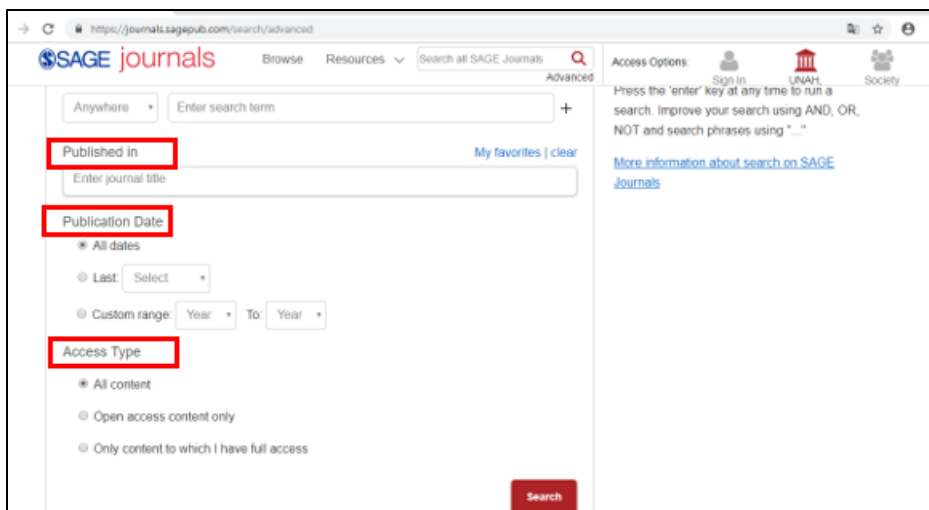 https://journals.sagepub.com/search/advanced
SSAGE journals
Browse
Resources
Search all SAGE Journals
Advanced
Access Options:
Sign In
UNAH,
Society
Anywhere
Enter search term
+
Press the 'enter' key at any time to run a
search. Improve your search using AND, OR,
NOT and search phrases using "..."
More information about search on SAGE
Journals
Published in
My favorites | clear
Enter journal title
Publication Date
All dates
Last: Select
Custom range: Year To: Year
Access Type
All content
Open access content only
Only content to which I have full access
Search